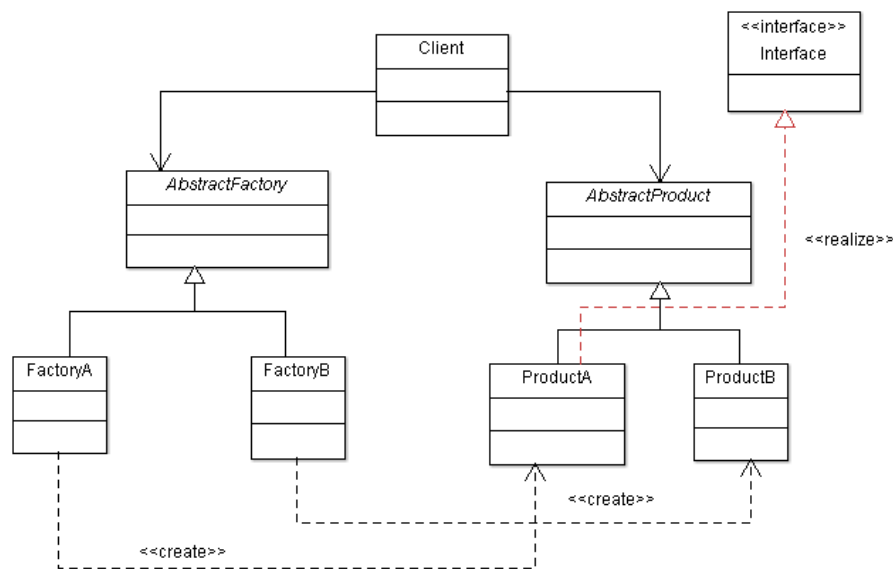 <<interface>>
Interface
Client
AbstractFactory
AbstractProduct
<<realize>>
FactoryA
FactoryB
ProductA
ProductB
<<create>>
<<create>>